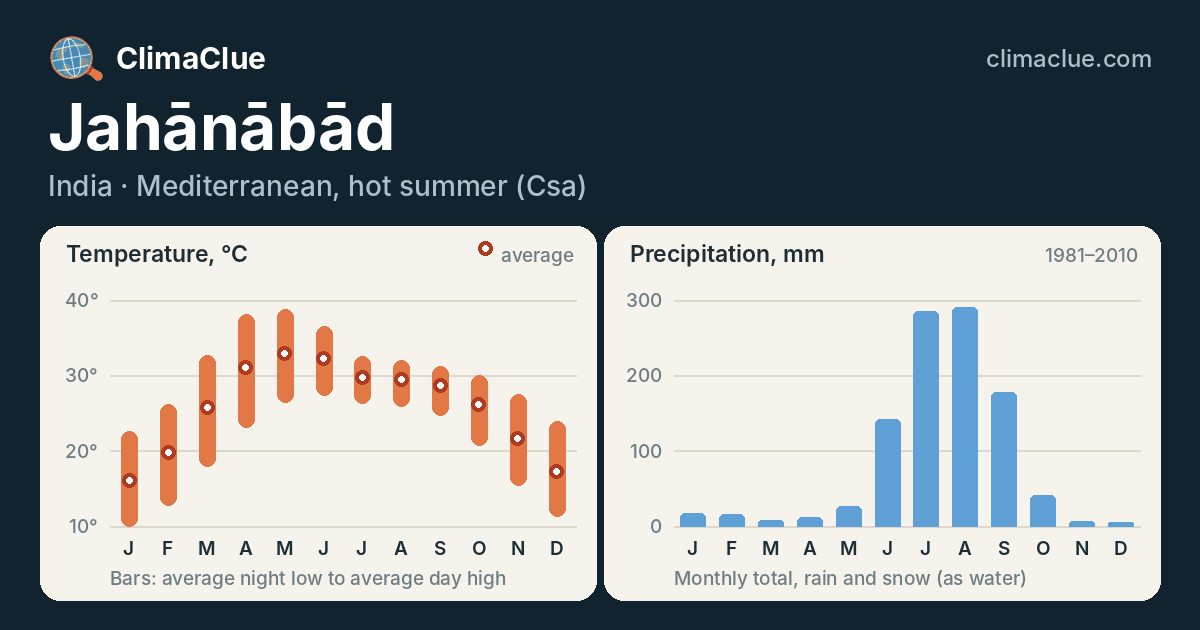 ClimaClue
climaclue.com
Jahānābād
India · Mediterranean, hot summer (Csa)
Temperature, °C
average
40°
30°
20°
10°
J F M A M J J A S O N D
Bars: average night low to average day high
Precipitation, mm
1981–2010
300
200
100
0
J F M A M J J A S O N D
Monthly total, rain and snow (as water)